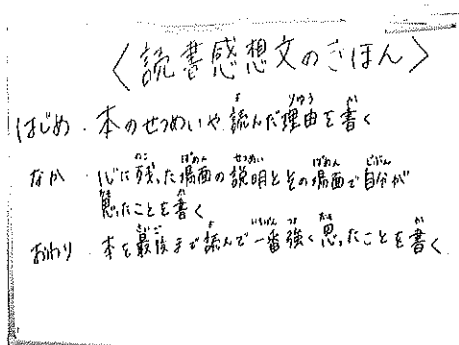 〈読書感想文のきほん〉
はじめ・本のせつめいや読んだ理由を書く
なか・心に残った場面の説明とその場面で自分が
思ったことを書く
おわり・本を最後まで読んで一番強く思ったことを書く